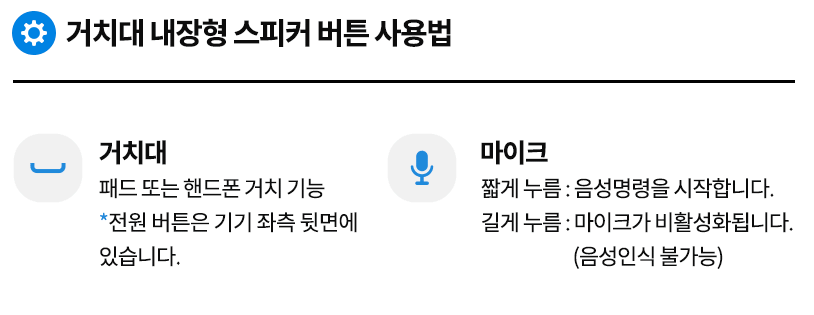 거치대 내장형 스피커 버튼 사용법
거치대
패드 또는 핸드폰 거치 기능
*전원 버튼은 기기 좌측 뒷면에
있습니다.
마이크
짧게 누름 : 음성명령을 시작합니다.
길게 누름 : 마이크가 비활성화됩니다.
(음성인식 불가능)